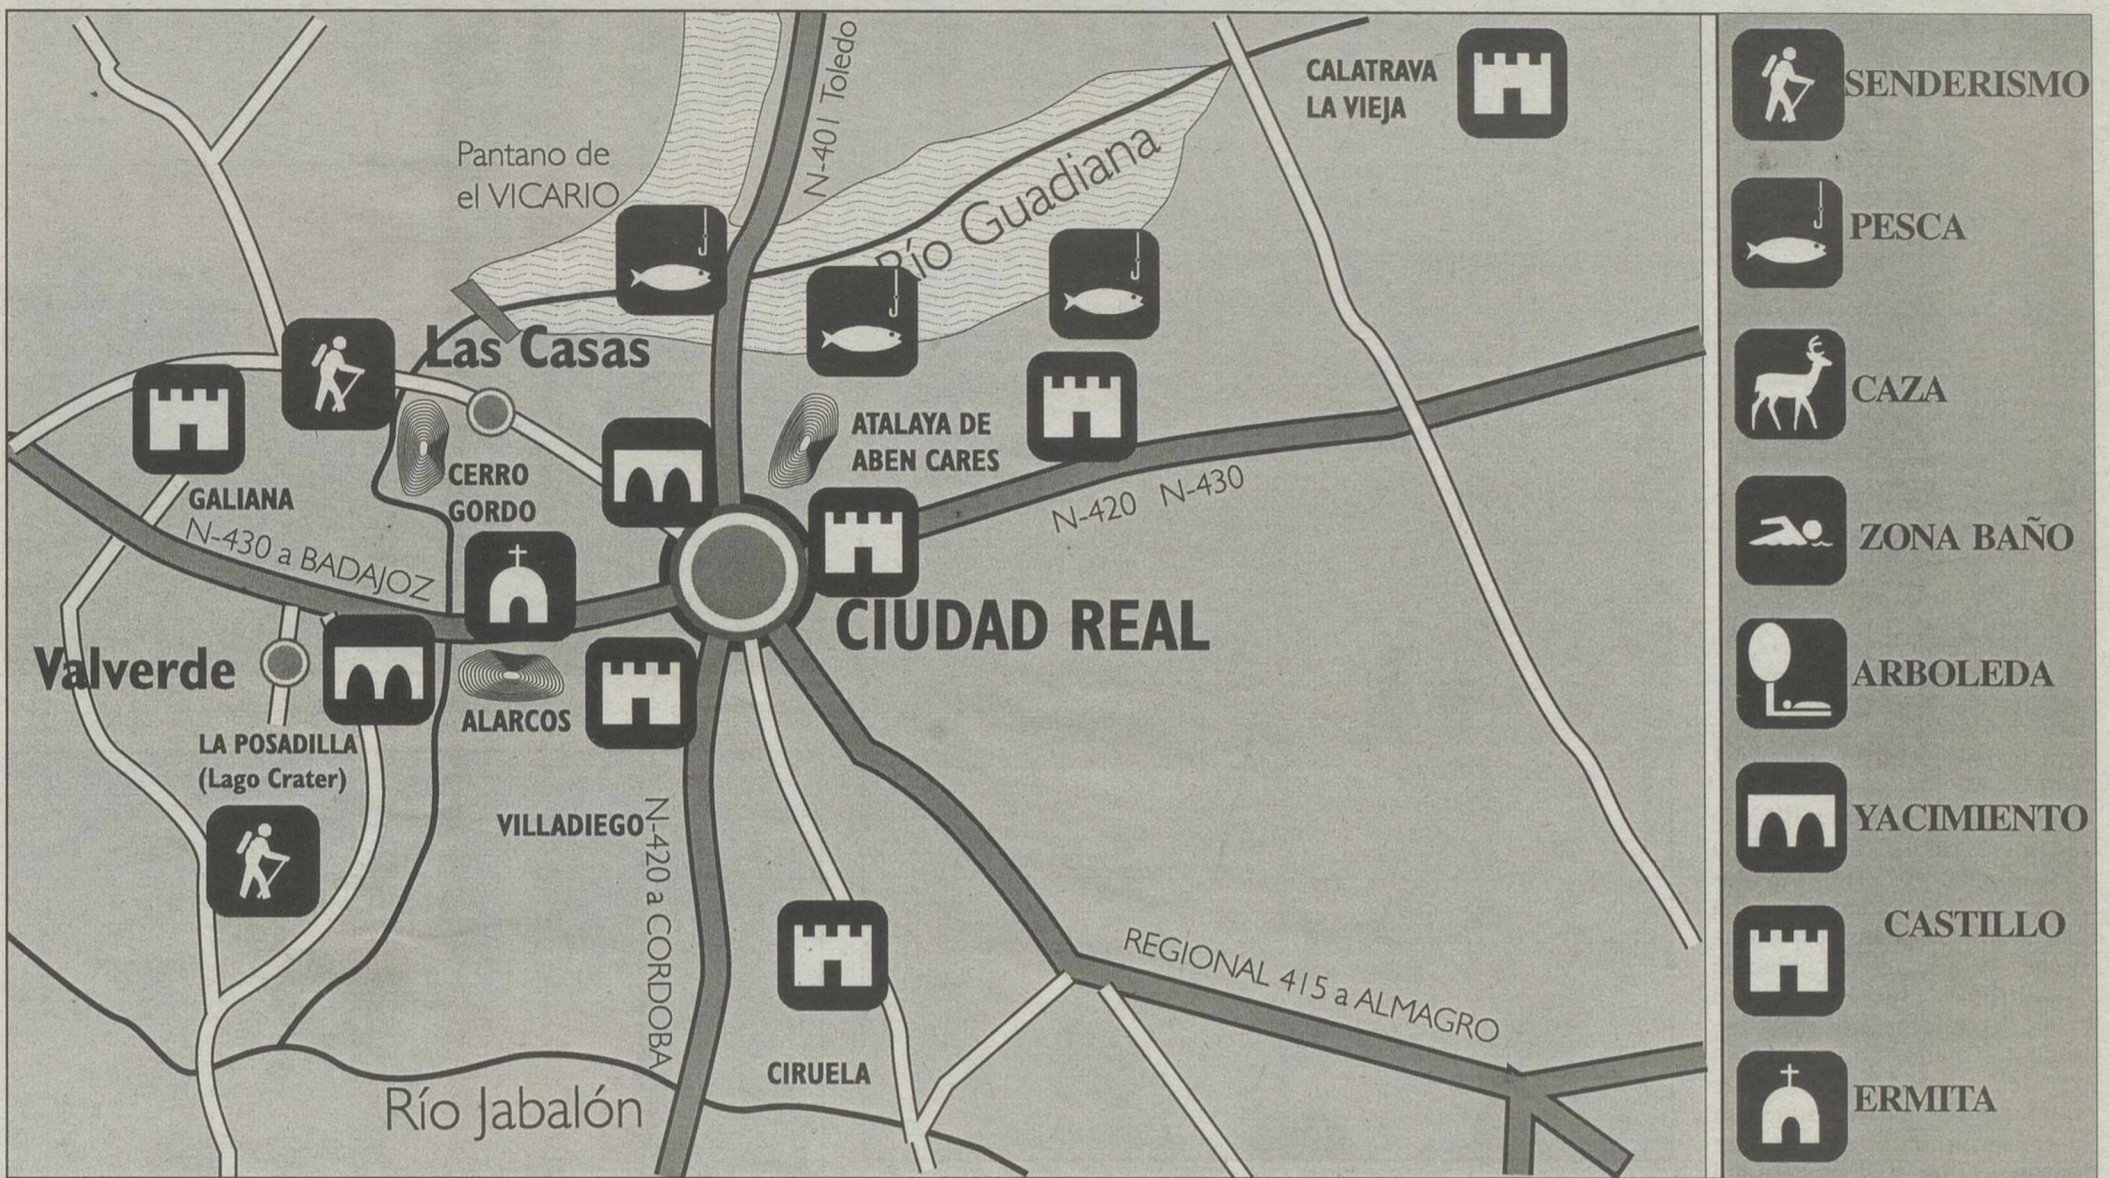 N-401 Toledo
CALATRAVA
LA VIEJA
Pantano de
el VICARIO
Río Guadiana
Las Casas
ATALAYA DE
ABEN CARES
CERRO
GORDO
GALIANA
N-430 a BADAJOZ
N-420 N-430
CIUDAD REAL
Valverde
ALARCOS
LA POSADILLA
(Lago Crater)
VILLADIEGO
N-420 a CORDOBA
REGIONAL 415 a ALMAGRO
CIRUELA
Río Jabalón
SENDERISMO
PESCA
CAZA
ZONA BAÑO
ARBOLEDA
YACIMIENTO
CASTILLO
ERMITA